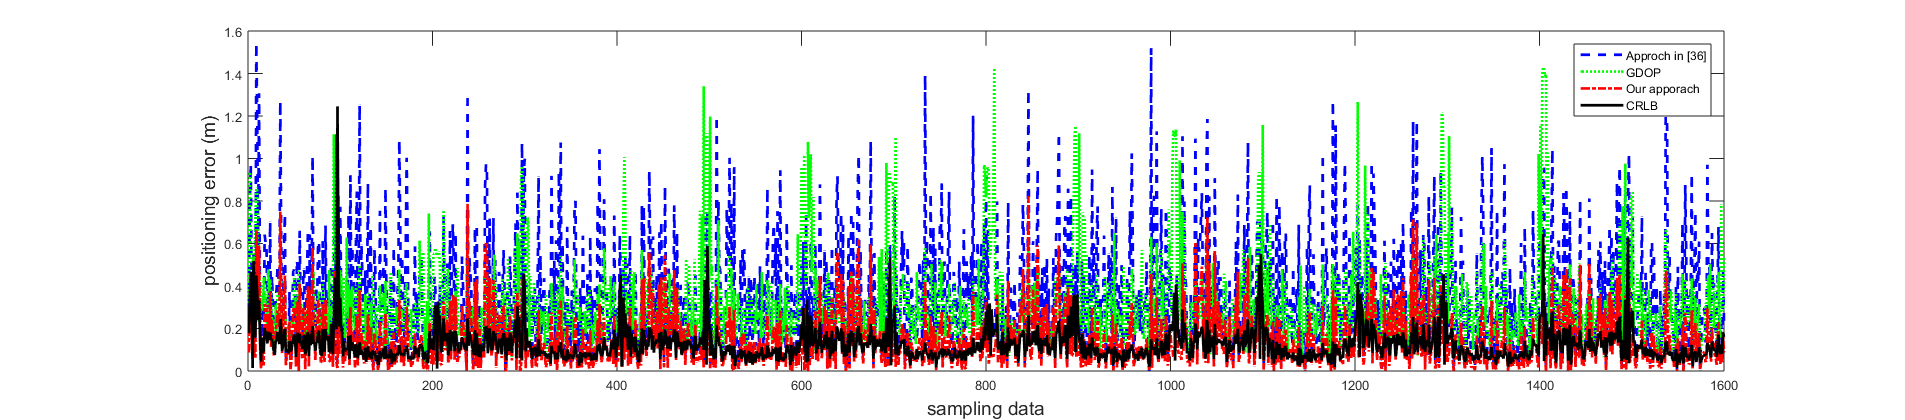 1.6
1.4
1.2
1
0.8
0.6
0.4
0.2
0
positioning error (m)
Approch in [36]
GDOP
Our apporach
CRLB
0 200 400 600 800 1000 1200 1400 1600
sampling data